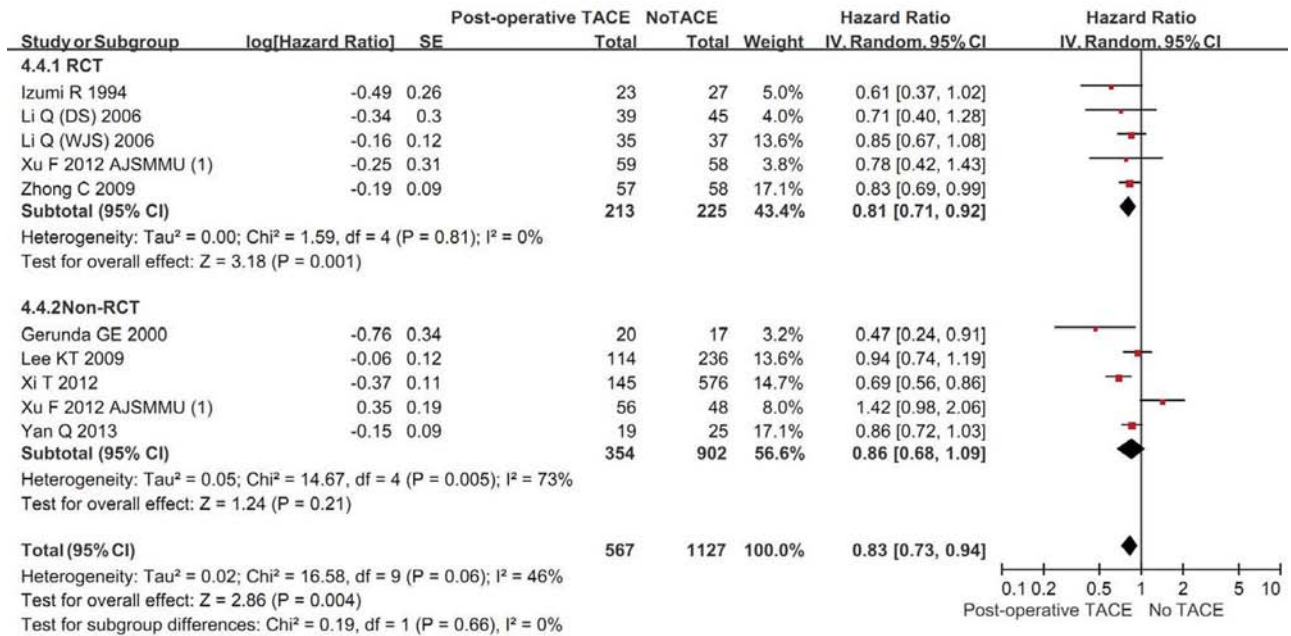 Post-operative TACE NoTACE Hazard Ratio Hazard Ratio
Study or Subgroup log[Hazard Ratio] SE Total Total Weight IV. Random. 95% CI IV. Random. 95% CI
4.4.1 RCT
Izumi R 1994 -0.49 0.26 23 27 5.0% 0.61 [0.37, 1.02]
Li Q (DS) 2006 -0.34 0.3 39 45 4.0% 0.71 [0.40, 1.28]
Li Q (WJS) 2006 -0.16 0.12 35 37 13.6% 0.85 [0.67, 1.08]
Xu F 2012 AJSMMU (1) -0.25 0.31 59 58 3.8% 0.78 [0.42, 1.43]
Zhong C 2009 -0.19 0.09 57 58 17.1% 0.83 [0.69, 0.99]
Subtotal (95% CI) 213 225 43.4% 0.81 [0.71, 0.92]
Heterogeneity: Tau² = 0.00; Chi² = 1.59, df = 4 (P = 0.81); I² = 0%
Test for overall effect: Z = 3.18 (P = 0.001)
4.4.2Non-RCT
Gerunda GE 2000 -0.76 0.34 20 17 3.2% 0.47 [0.24, 0.91]
Lee KT 2009 -0.06 0.12 114 236 13.6% 0.94 [0.74, 1.19]
Xi T 2012 -0.37 0.11 145 576 14.7% 0.69 [0.56, 0.86]
Xu F 2012 AJSMMU (1) 0.35 0.19 56 48 8.0% 1.42 [0.98, 2.06]
Yan Q 2013 -0.15 0.09 19 25 17.1% 0.86 [0.72, 1.03]
Subtotal (95% CI) 354 902 56.6% 0.86 [0.68, 1.09]
Heterogeneity: Tau² = 0.05; Chi² = 14.67, df = 4 (P = 0.005); I² = 73%
Test for overall effect: Z = 1.24 (P = 0.21)
Total (95% CI) 567 1127 100.0% 0.83 [0.73, 0.94]
Heterogeneity: Tau² = 0.02; Chi² = 16.58, df = 9 (P = 0.06); I² = 46%
Test for overall effect: Z = 2.86 (P = 0.004)
Test for subgroup differences: Chi² = 0.19, df = 1 (P = 0.66), I² = 0%
0.1 0.2 0.5 1 2 5 10
Post-operative TACE No TACE